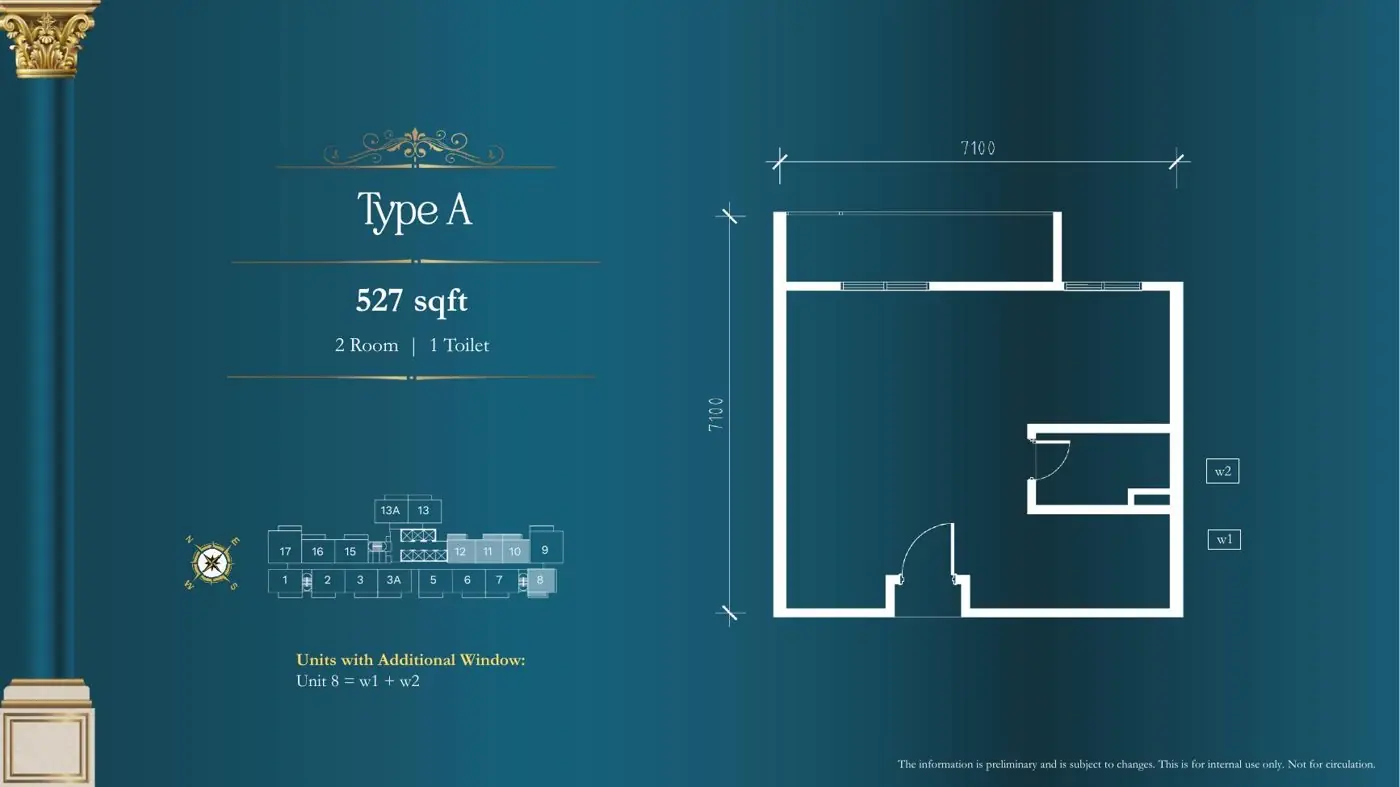 Type A
527 sqft
2 Room | 1 Toilet
7100
7100
w2
w1
13A 13
17 16 15 12 11 10 9
1 2 3 3A 5 6 7 8
N E
W S
Units with Additional Window:
Unit 8 = w1 + w2
The information is preliminary and is subject to changes. This is for internal use only. Not for circulation.